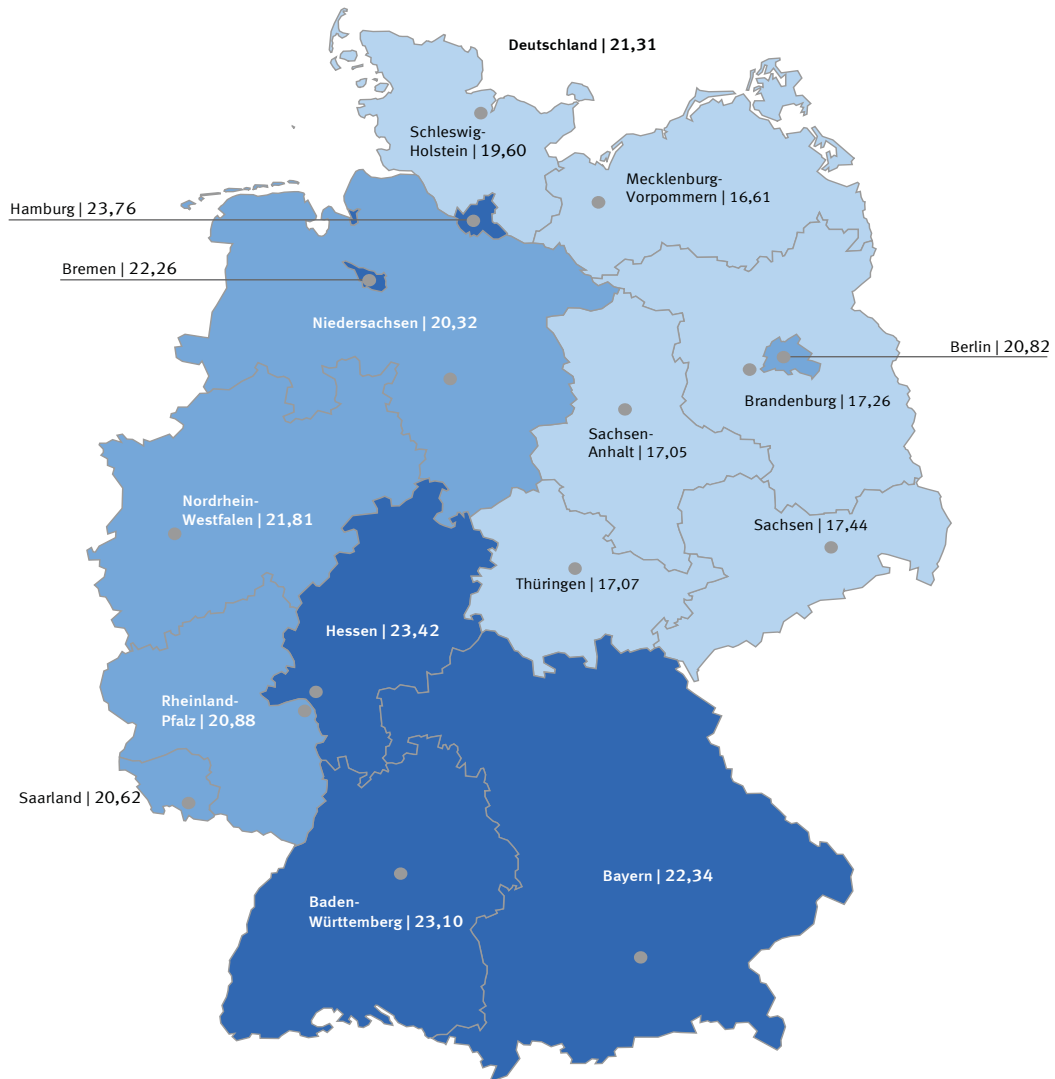 Deutschland | 21,31
Schleswig-
Holstein | 19,60
Mecklenburg-
Vorpommern | 16,61
Hamburg | 23,76
Bremen | 22,26
Niedersachsen | 20,32
Berlin | 20,82
Brandenburg | 17,26
Sachsen-
Anhalt | 17,05
Nordrhein-
Westfalen | 21,81
Sachsen | 17,44
Thüringen | 17,07
Hessen | 23,42
Rheinland-
Pfalz | 20,88
Saarland | 20,62
Bayern | 22,34
Baden-
Württemberg | 23,10